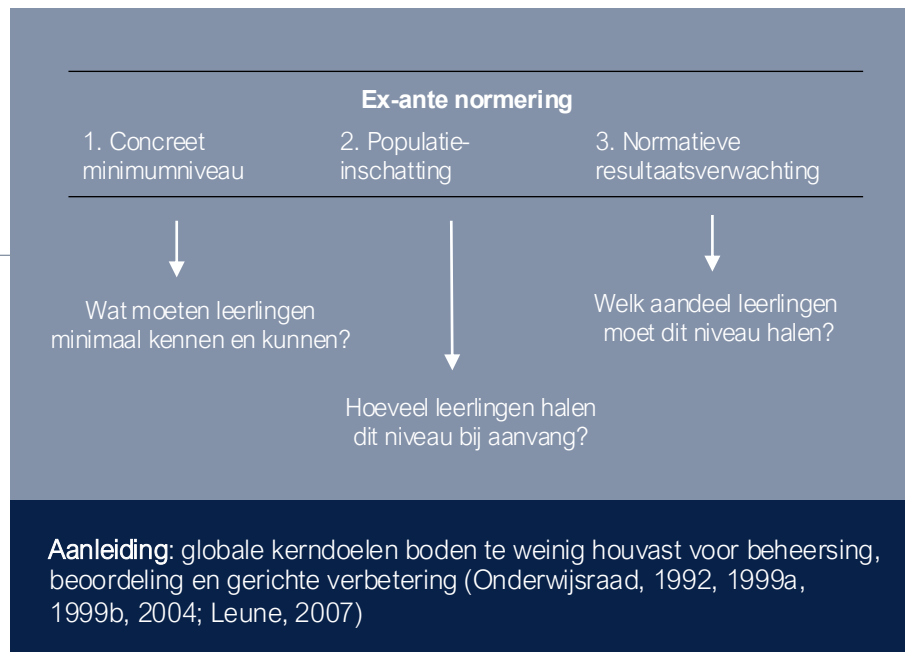 Ex-ante normering
1. Concreet
minimumniveau
2. Populatie-
inschatting
3. Normatieve
resultaatsverwachting
Wat moeten leerlingen
minimaal kennen en kunnen?
Hoeveel leerlingen halen
dit niveau bij aanvang?
Welk aandeel leerlingen
moet dit niveau halen?
Aanleiding: globale kerndoelen boden te weinig houvast voor beheersing,
beoordeling en gerichte verbetering (Onderwijsraad, 1992, 1999a,
1999b, 2004; Leune, 2007)